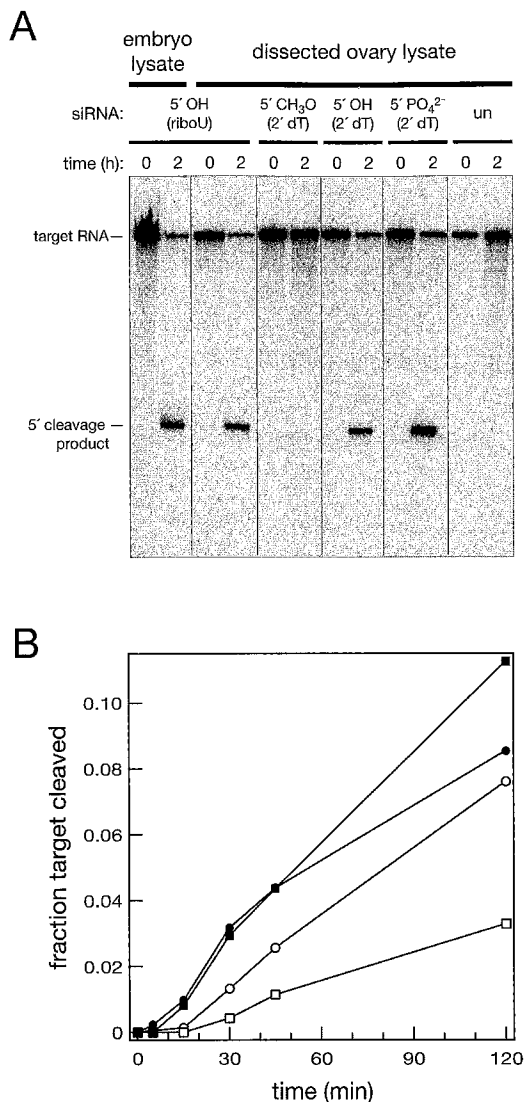 A
embryo lysate
dissected ovary lysate
siRNA:
5′ OH (riboU)
5′ CH₃O (2′ dT)
5′ OH (2′ dT)
5′ PO₄²⁻ (2′ dT)
un
time (h): 0 2 0 2 0 2 0 2 0 2 0 2
target RNA
5′ cleavage product
B
fraction target cleaved
0.10
0.08
0.06
0.04
0.02
0
0 30 60 90 120
time (min)